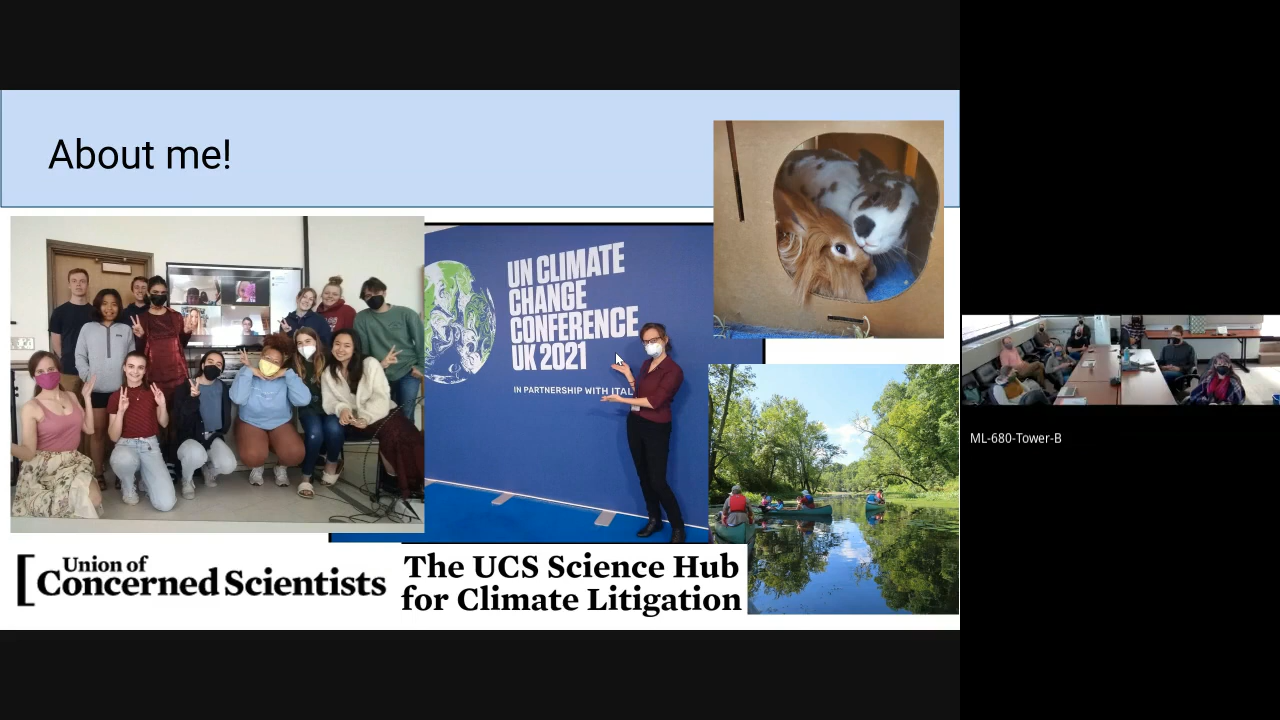 About me!
UN CLIMATE
CHANGE
CONFERENCE
UK 2021
IN PARTNERSHIP WITH ITAL
[Union of
Concerned Scientists
The UCS Science Hub
for Climate Litigation
ML-680-Tower-B